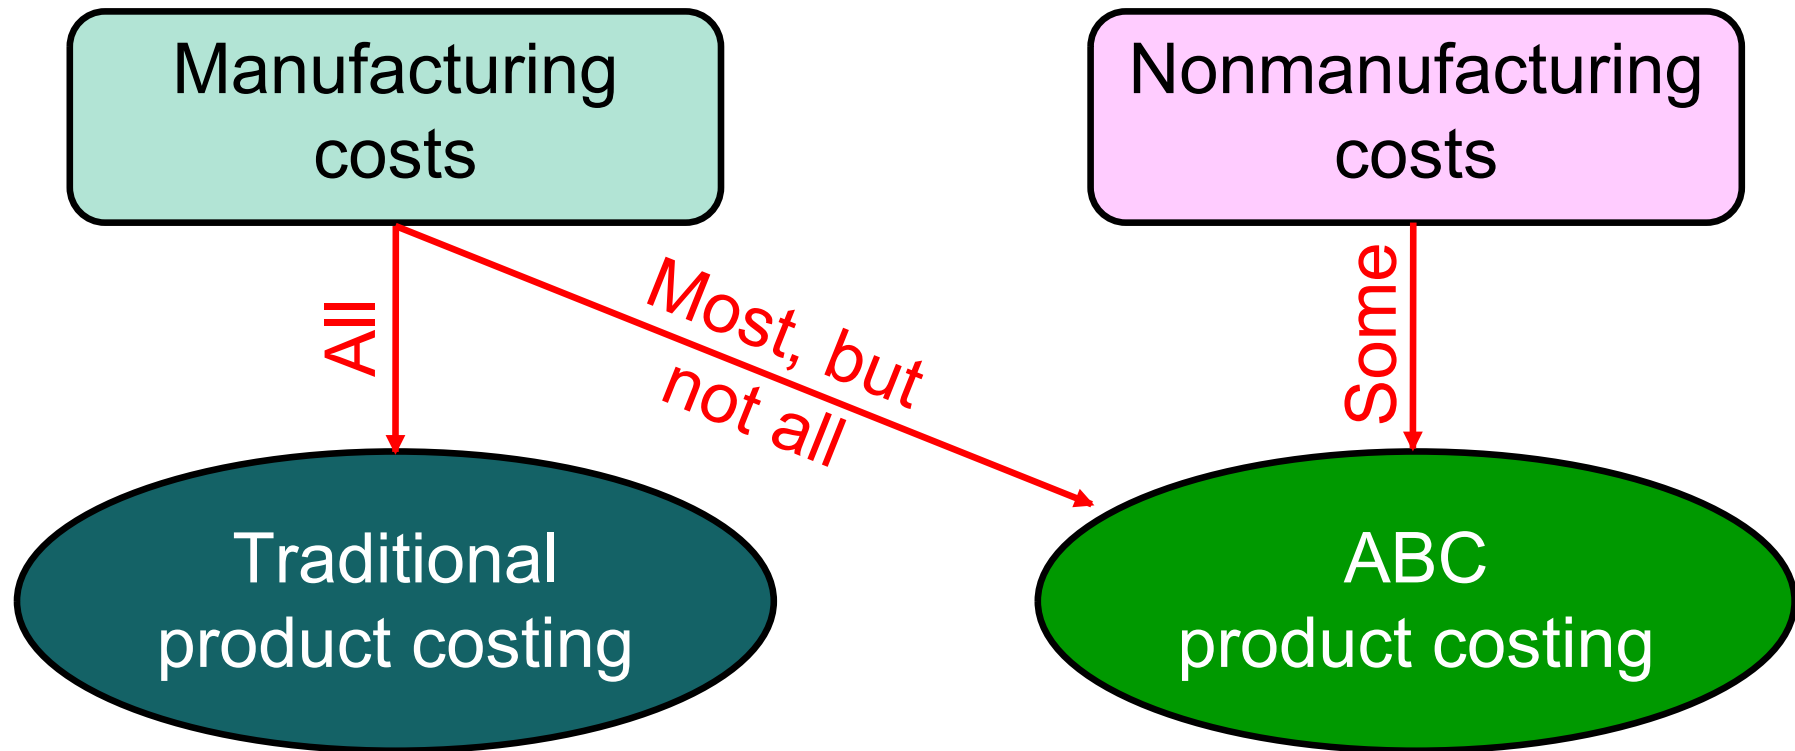 Manufacturing
costs
Nonmanufacturing
costs
All
Most, but
not all
Some
Traditional
product costing
ABC
product costing